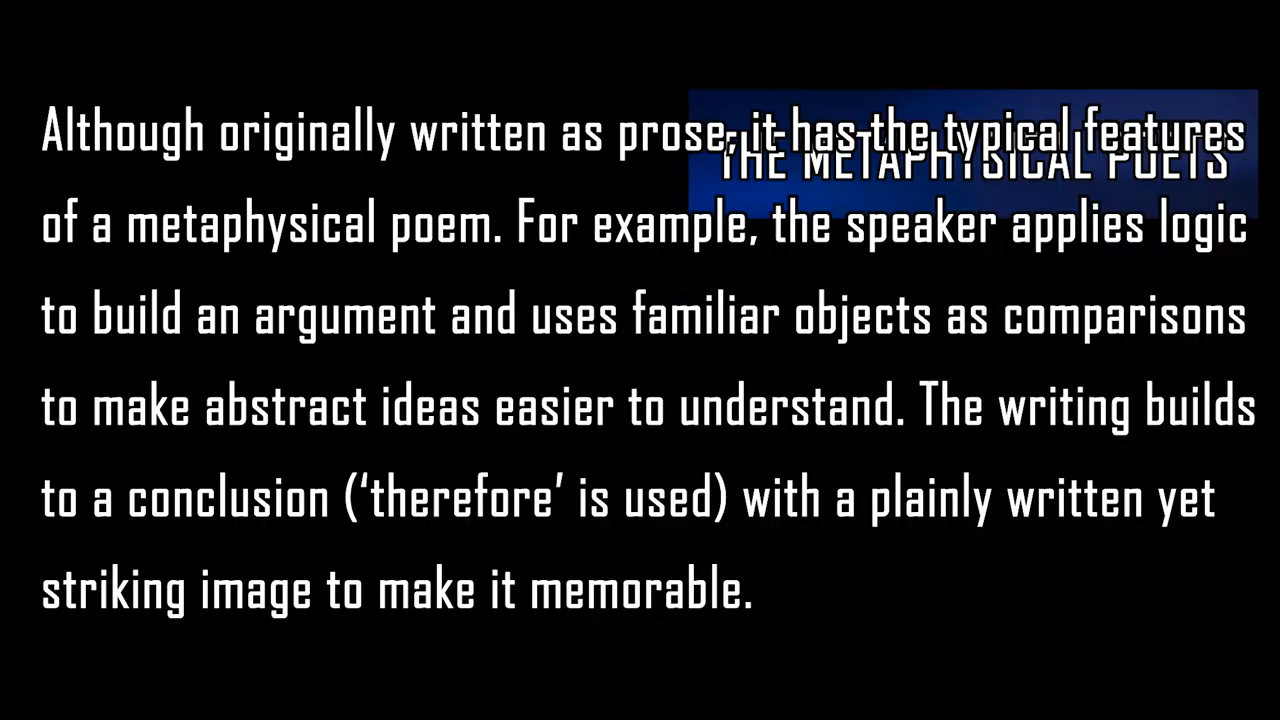 Although originally written as prose, it has the typical features
THE METAPHYSICAL POETS
of a metaphysical poem. For example, the speaker applies logic
to build an argument and uses familiar objects as comparisons
to make abstract ideas easier to understand. The writing builds
to a conclusion (‘therefore’ is used) with a plainly written yet
striking image to make it memorable.